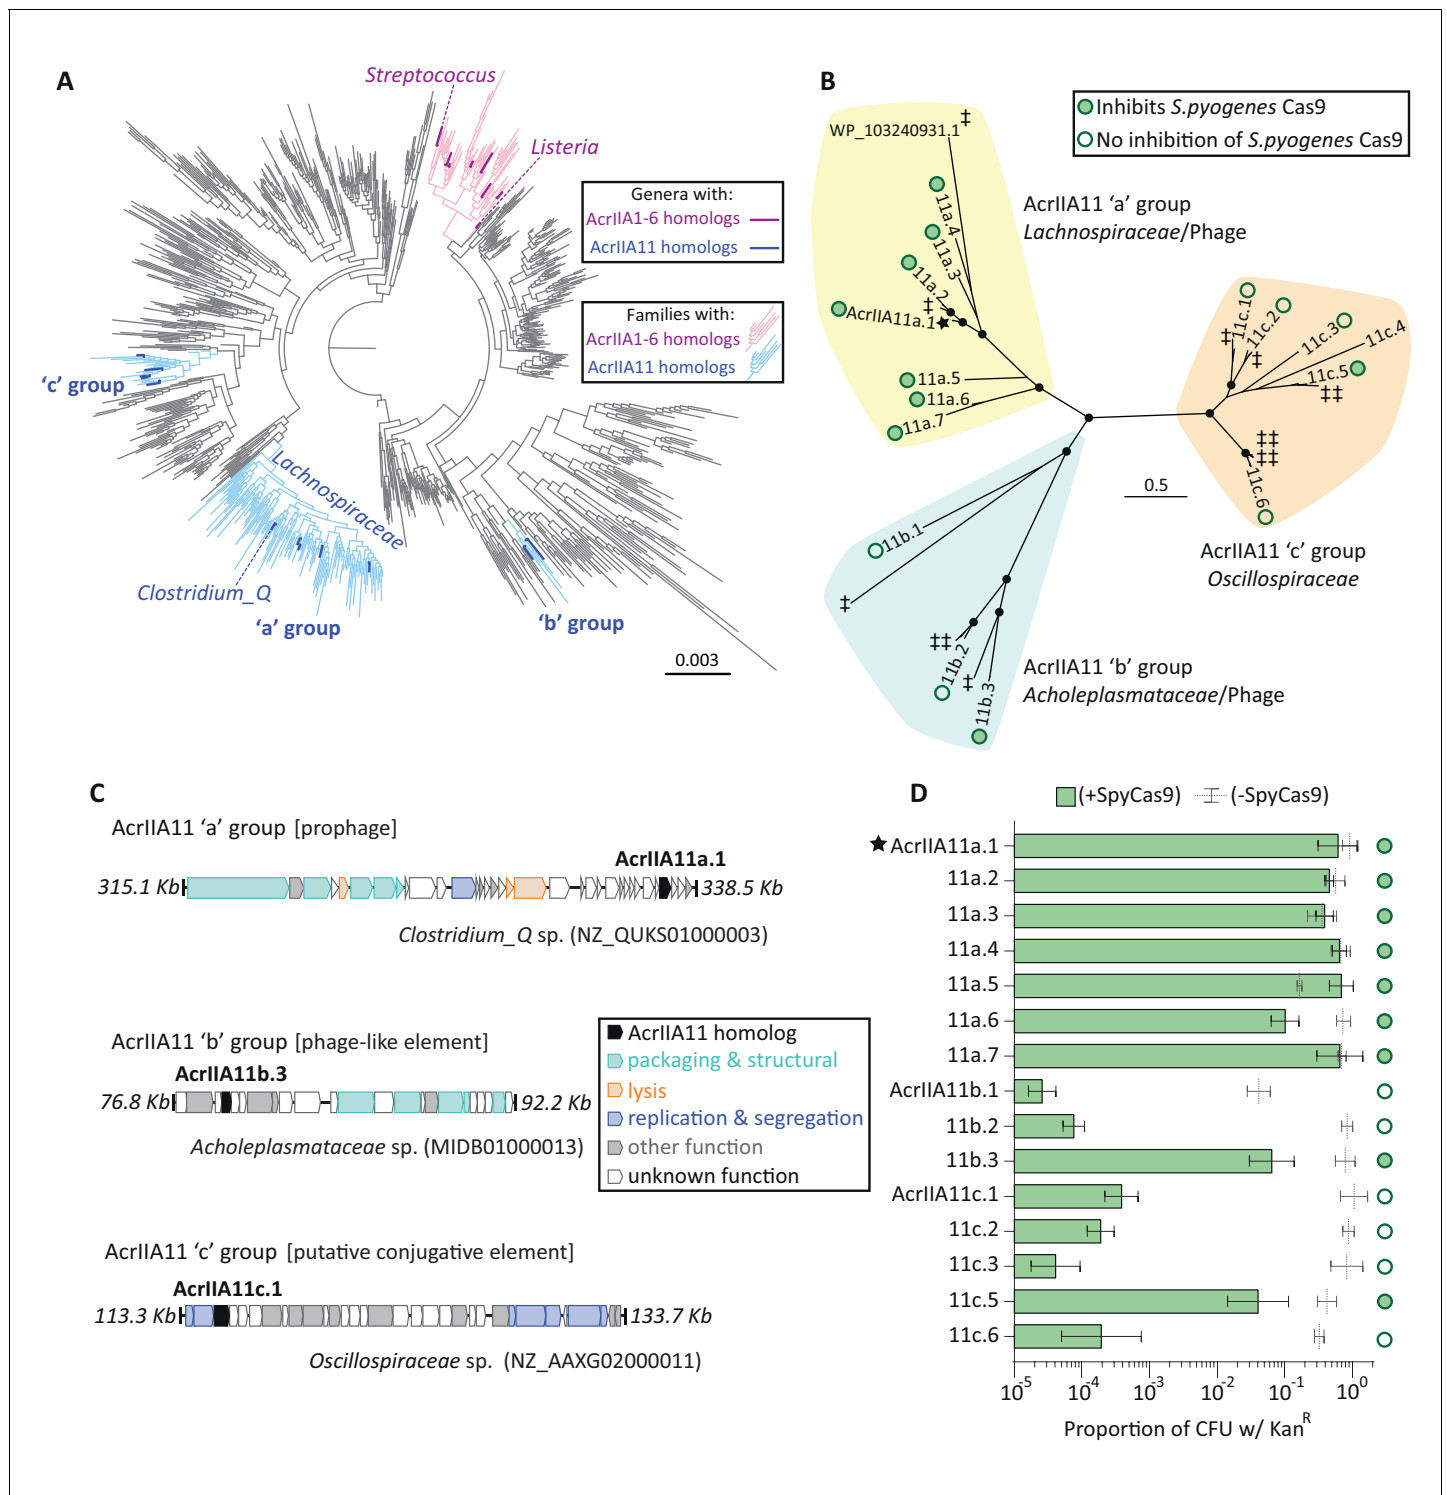 A
Streptococcus
Listeria
Genera with:
AcrIIA1-6 homologs
AcrIIA11 homologs
Families with:
AcrIIA1-6 homologs
AcrIIA11 homologs
‘c’ group
Lachnospiraceae
Clostridium_Q
‘a’ group
‘b’ group
0.003
B
Inhibits S.pyogenes Cas9
No inhibition of S.pyogenes Cas9
WP_103240931.1‡
11a.4
11a.3
11a.2
‡
AcrIIA11a.1★
11a.5
11a.6
11a.7
AcrIIA11 ‘a’ group
Lachnospiraceae/Phage
11c.1
11c.2
11c.3
11c.4
11c.5
‡
‡
‡‡
‡‡
‡‡
11c.6
0.5
AcrIIA11 ‘c’ group
Oscillospiraceae
11b.1
‡
‡‡
11b.2
‡
11b.3
AcrIIA11 ‘b’ group
Acholeplasmataceae/Phage
C
AcrIIA11 ‘a’ group [prophage]
AcrIIA11a.1
315.1 Kb
338.5 Kb
Clostridium_Q sp. (NZ_QUKS01000003)
AcrIIA11 ‘b’ group [phage-like element]
AcrIIA11b.3
76.8 Kb
92.2 Kb
Acholeplasmataceae sp. (MIDB01000013)
AcrIIA11 homolog
packaging & structural
lysis
replication & segregation
other function
unknown function
AcrIIA11 ‘c’ group [putative conjugative element]
AcrIIA11c.1
113.3 Kb
133.7 Kb
Oscillospiraceae sp. (NZ_AAXG02000011)
D
(+SpyCas9)
(-SpyCas9)
★ AcrIIA11a.1
11a.2
11a.3
11a.4
11a.5
11a.6
11a.7
AcrIIA11b.1
11b.2
11b.3
AcrIIA11c.1
11c.2
11c.3
11c.5
11c.6
10^-5 10^-4 10^-3 10^-2 10^-1 10^0
Proportion of CFU w/ Kan^R